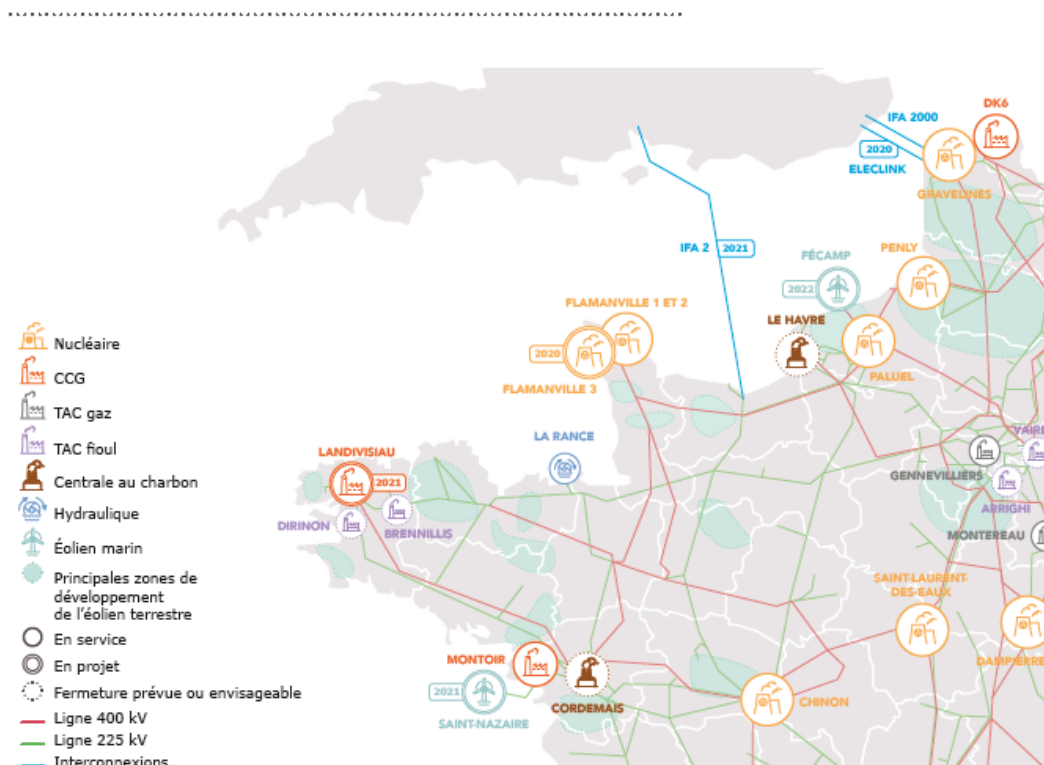 DK6
IFA 2000
2020
ELECLINK
GRAVELINES
IFA 2
2021
PENLY
FÉCAMP
2022
FLAMANVILLE 1 ET 2
LE HAVRE
2020
PALUEL
FLAMANVILLE 3
LA RANCE
LANDIVISIAU
2021
GENNEVILLIERS
DIRINON
BRENNILLIS
ARRIGHI
MONTEREAU
SAINT-LAURENT-
DES-EAUX
MONTOIR
DAMPIERRE
2021
CHINON
CORDEMAIS
SAINT-NAZAIRE
Nucléaire
CCG
TAC gaz
TAC fioul
Centrale au charbon
Hydraulique
Éolien marin
Principales zones de
développement
de l'éolien terrestre
En service
En projet
Fermeture prévue ou envisageable
Ligne 400 kV
Ligne 225 kV
Interconnexions